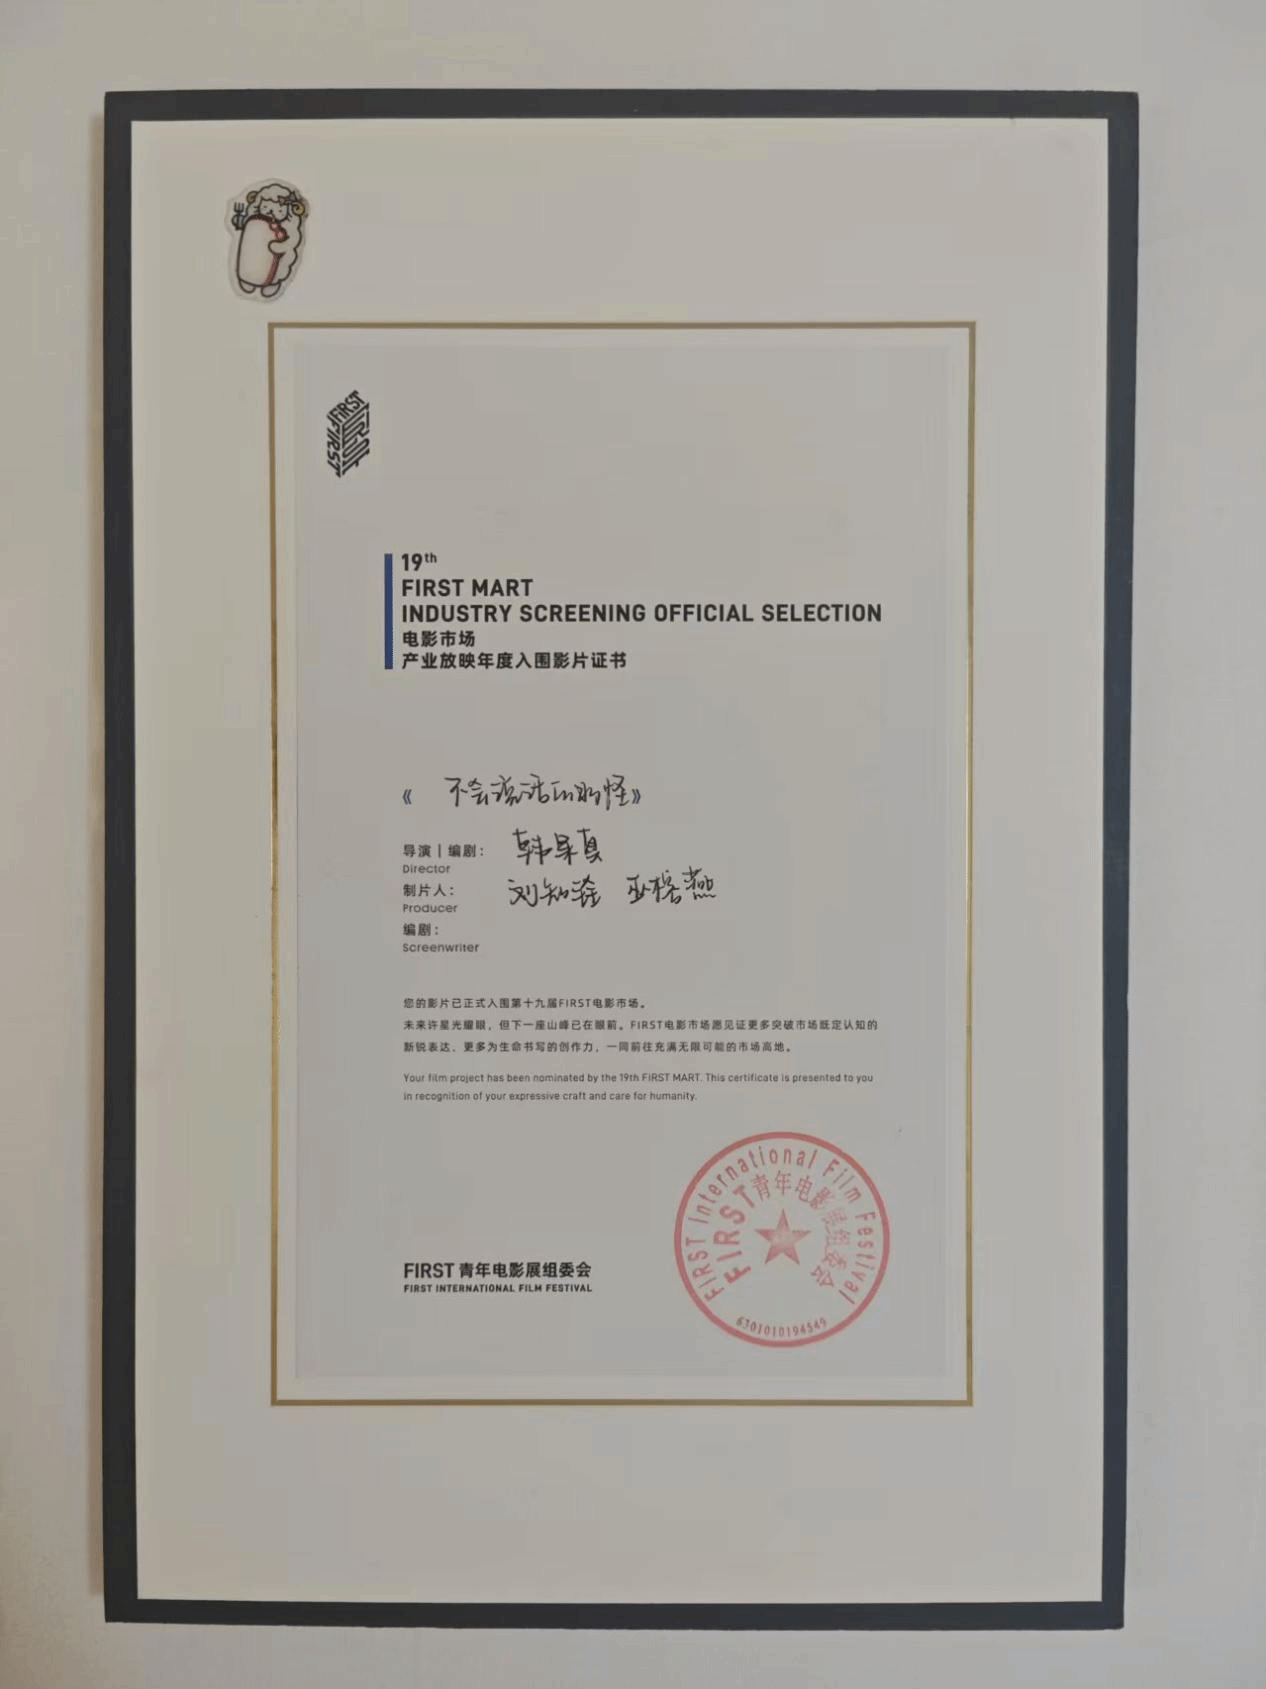 FIRST
19th
FIRST MART
INDUSTRY SCREENING OFFICIAL SELECTION
电影市场
产业放映年度入围影片证书
《不会说话的 怪》
导演|编剧： 韩 真
Director
制片人： 刘知 巫 燕
Producer
编剧：
Screenwriter
您的影片已正式入围第十九届FIRST电影市场。
未来许星光耀眼，但下一座山峰已在眼前。FIRST电影市场愿见证更多突破市场既定认知的
新锐表达、更多为生命书写的创作力，一同前往充满无限可能的市场高地。
Your film project has been nominated by the 19th FIRST MART. This certificate is presented to you
in recognition of your expressive craft and care for humanity.
FIRST 青年电影展组委会
FIRST INTERNATIONAL FILM FESTIVAL
FIRST International Film Festival
FIRST青年电影展组委会
6301010194549